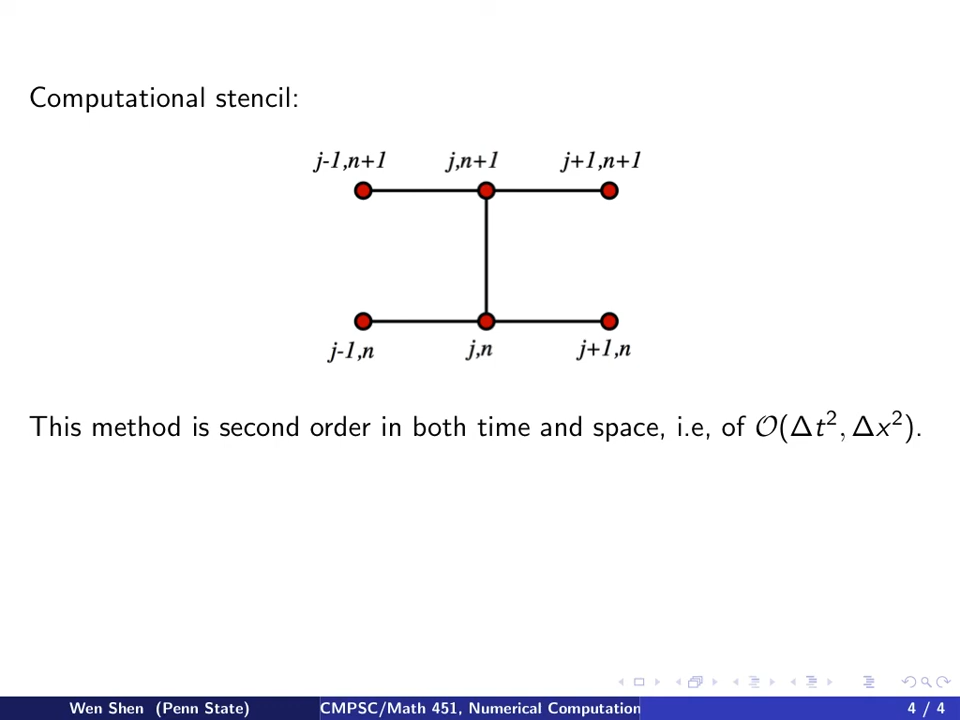 Computational stencil:
j-1,n+1 j,n+1 j+1,n+1
j-1,n j,n j+1,n
This method is second order in both time and space, i.e, of 𝒪(Δt², Δx²).
Wen Shen (Penn State) CMPSC/Math 451, Numerical Computation 4 / 4